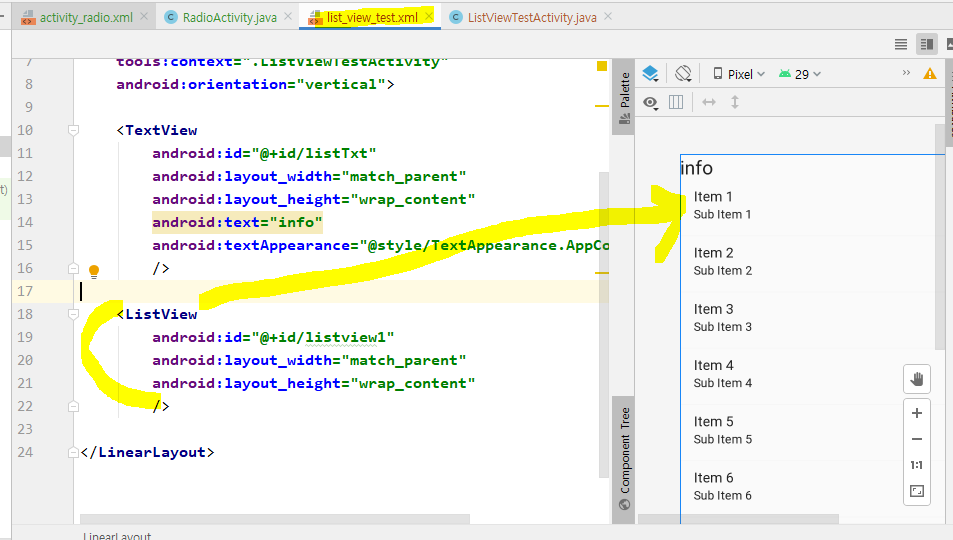 activity_radio.xml
RadioActivity.java
list_view_test.xml
ListViewTestActivity.java
7 tools:context=".ListViewTestActivity"
8 android:orientation="vertical">
9
10 <TextView
11 android:id="@+id/listTxt"
12 android:layout_width="match_parent"
13 android:layout_height="wrap_content"
14 android:text="info"
15 android:textAppearance="@style/TextAppearance.AppCo
16 />
17
18 <ListView
19 android:id="@+id/listview1"
20 android:layout_width="match_parent"
21 android:layout_height="wrap_content"
22 />
23
24 </LinearLayout>
LinearLayout
t)
Palette
Component Tree
Pixel
29
info
Item 1
Sub Item 1
Item 2
Sub Item 2
Item 3
Sub Item 3
Item 4
Sub Item 4
Item 5
Sub Item 5
Item 6
Sub Item 6
1:1